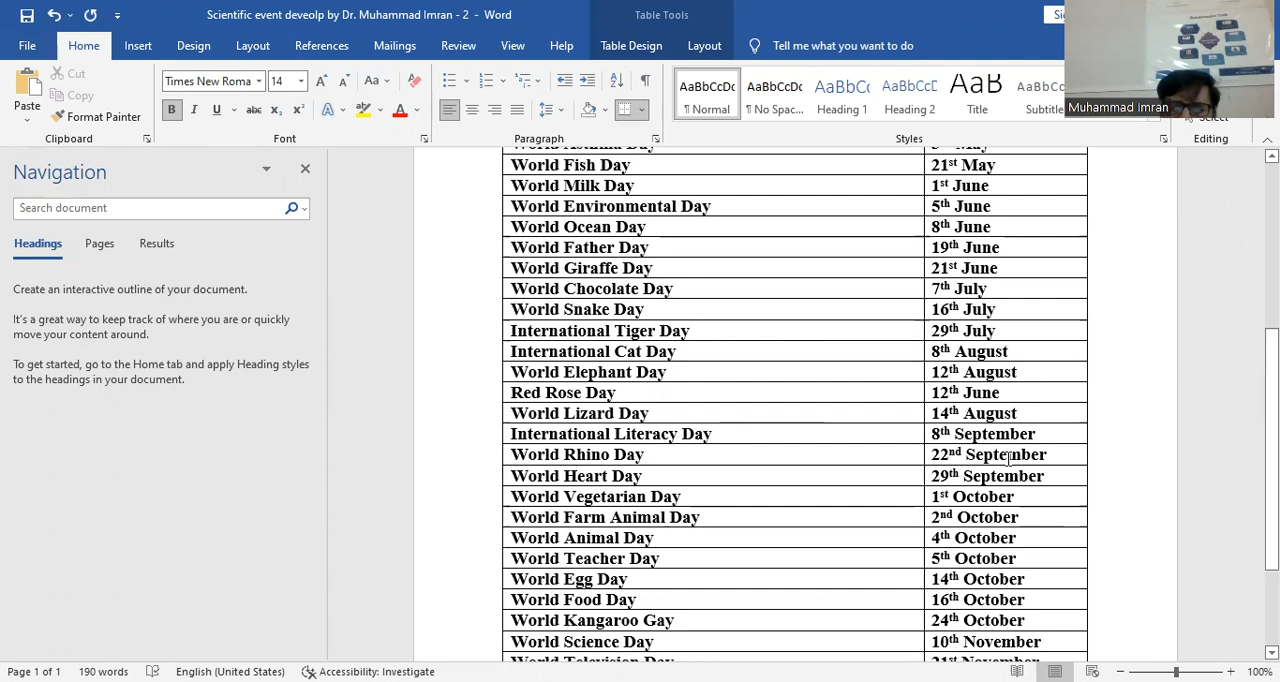 Scientific event deveolp by Dr. Muhammad Imran - 2 - Word
Table Tools
File Home Insert Design Layout References Mailings Review View Help Table Design Layout Tell me what you want to do
Muhammad Imran
Paste
Cut
Copy
Format Painter
Clipboard
Times New Roma 14
Font
Paragraph
AaBbCcDc
¶ Normal
AaBbCcDc
¶ No Spac...
AaBbCc
Heading 1
AaBbCcD
Heading 2
AaB
Title
Subtitle
Styles
Select
Editing
Navigation
Search document
Headings Pages Results
Create an interactive outline of your document.
It's a great way to keep track of where you are or quickly
move your content around.
To get started, go to the Home tab and apply Heading styles
to the headings in your document.
World Fish Day 21st May
World Milk Day 1st June
World Environmental Day 5th June
World Ocean Day 8th June
World Father Day 19th June
World Giraffe Day 21st June
World Chocolate Day 7th July
World Snake Day 16th July
International Tiger Day 29th July
International Cat Day 8th August
World Elephant Day 12th August
Red Rose Day 12th June
World Lizard Day 14th August
International Literacy Day 8th September
World Rhino Day 22nd September
World Heart Day 29th September
World Vegetarian Day 1st October
World Farm Animal Day 2nd October
World Animal Day 4th October
World Teacher Day 5th October
World Egg Day 14th October
World Food Day 16th October
World Kangaroo Gay 24th October
World Science Day 10th November
World Television Day 21st November
Page 1 of 1 190 words English (United States) Accessibility: Investigate 100%